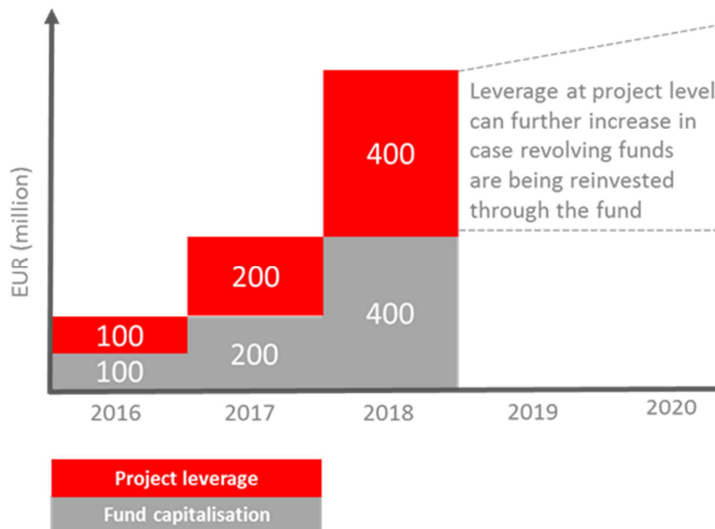 EUR (million)
400
Leverage at project level
can further increase in
case revolving funds
are being reinvested
through the fund
200
400
100
200
100
2016 2017 2018 2019 2020
Project leverage
Fund capitalisation